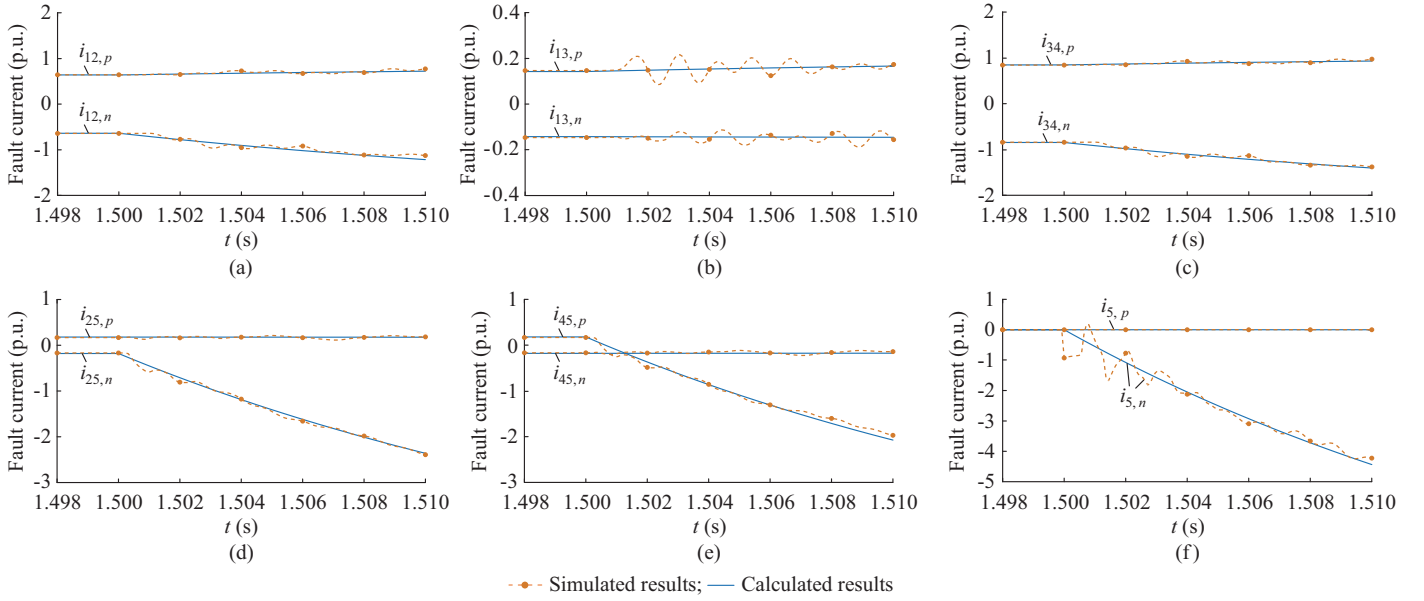 Fault current (p.u.)
2
1
0
-1
-2
i12, p
i12, n
1.498 1.500 1.502 1.504 1.506 1.508 1.510
t (s)
(a)
Fault current (p.u.)
0.4
0.2
0
-0.2
-0.4
i13, p
i13, n
1.498 1.500 1.502 1.504 1.506 1.508 1.510
t (s)
(b)
Fault current (p.u.)
2
1
0
-1
-2
i34, p
i34, n
1.498 1.500 1.502 1.504 1.506 1.508 1.510
t (s)
(c)
Fault current (p.u.)
1
0
-1
-2
-3
i25, p
i25, n
1.498 1.500 1.502 1.504 1.506 1.508 1.510
t (s)
(d)
Fault current (p.u.)
1
0
-1
-2
-3
i45, p
i45, n
1.498 1.500 1.502 1.504 1.506 1.508 1.510
t (s)
(e)
Fault current (p.u.)
1
0
-1
-2
-3
-4
-5
i5, p
i5, n
1.498 1.500 1.502 1.504 1.506 1.508 1.510
t (s)
(f)
Simulated results; Calculated results